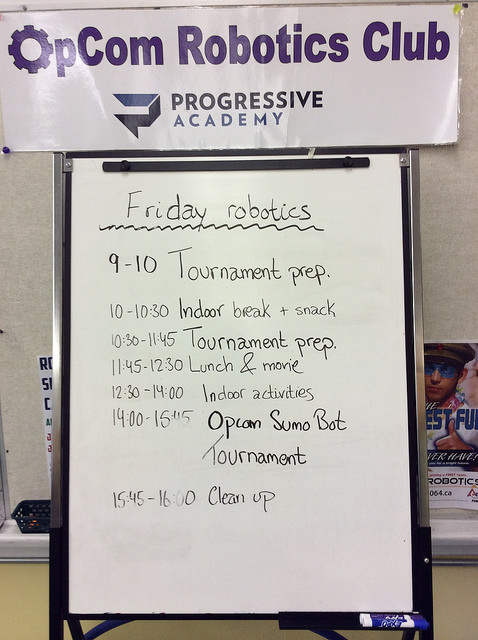 OpCom Robotics Club
PROGRESSIVE
ACADEMY
Friday robotics
9-10 Tournament prep.
10-10:30 Indoor break + snack
10:30-11:45 Tournament prep.
11:45-12:30 Lunch & movie
12:30-14:00 Indoor activities
14:00-15:45 Opcom Sumo Bot
Tournament
15:45-16:00 Clean up
EST FU
VER HAVE!
ROBOTICS
064.ca